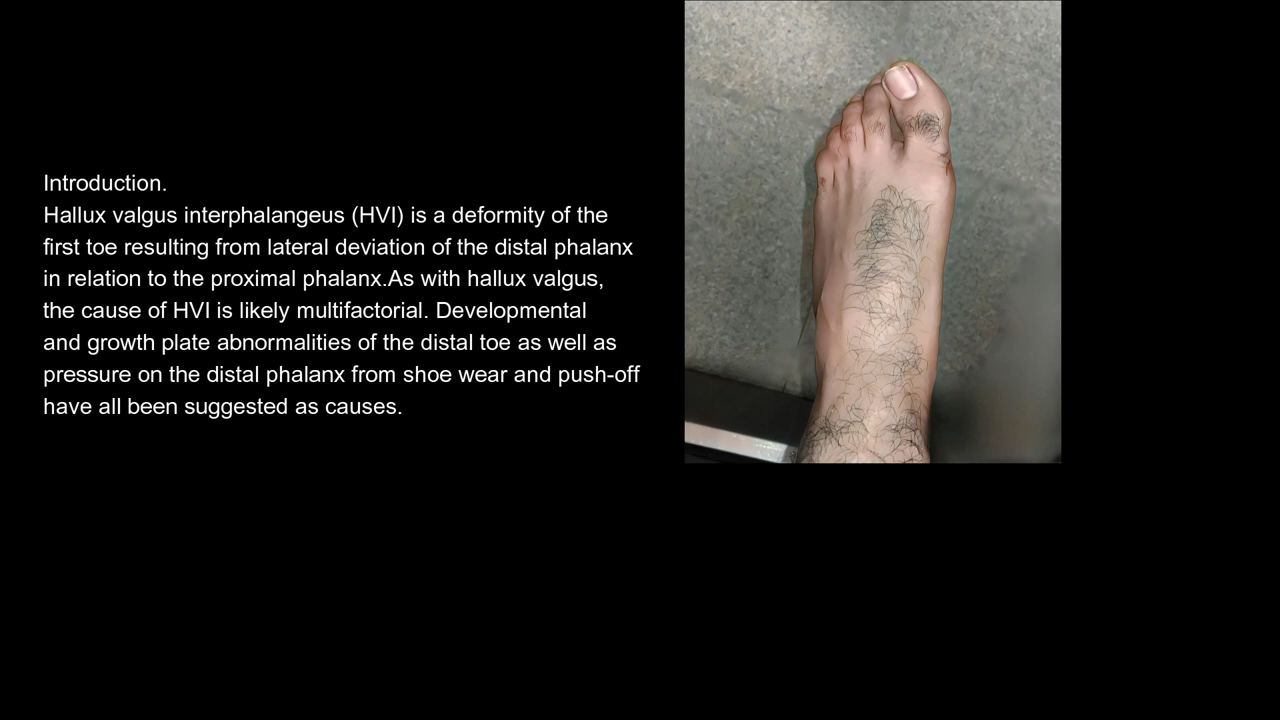 Introduction.
Hallux valgus interphalangeus (HVI) is a deformity of the
first toe resulting from lateral deviation of the distal phalanx
in relation to the proximal phalanx.As with hallux valgus,
the cause of HVI is likely multifactorial. Developmental
and growth plate abnormalities of the distal toe as well as
pressure on the distal phalanx from shoe wear and push-off
have all been suggested as causes.